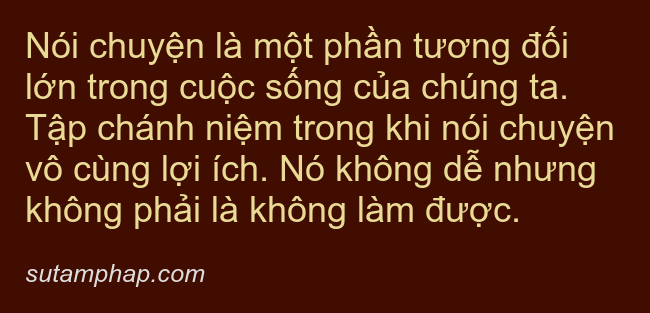 Nói chuyện là một phần tương đối
lớn trong cuộc sống của chúng ta.
Tập chánh niệm trong khi nói chuyện
vô cùng lợi ích. Nó không dễ nhưng
không phải là không làm được.
sutamphap.com